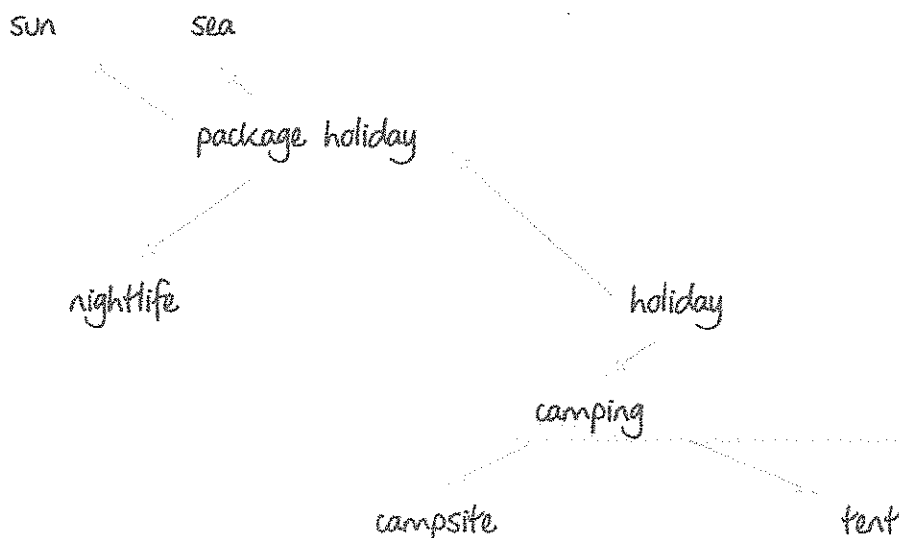 sun sea
package holiday
nightlife holiday
camping
campsite tent